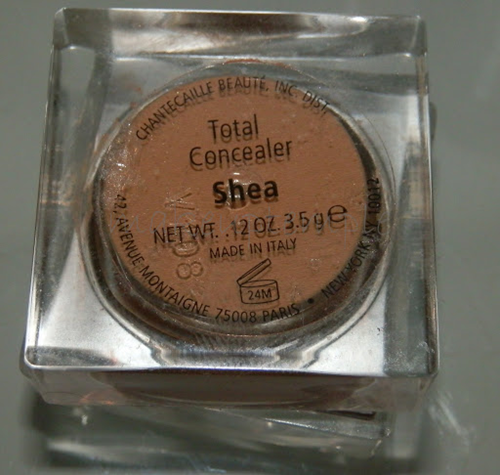 CHANTECAILLE BEAUTÉ, INC. DIST.
Total
Concealer
Shea
NET WT. .12 OZ. 3.5 g e
MADE IN ITALY
24M
42, AVENUE MONTAIGNE 75008 PARIS • NEW YORK NY 10012